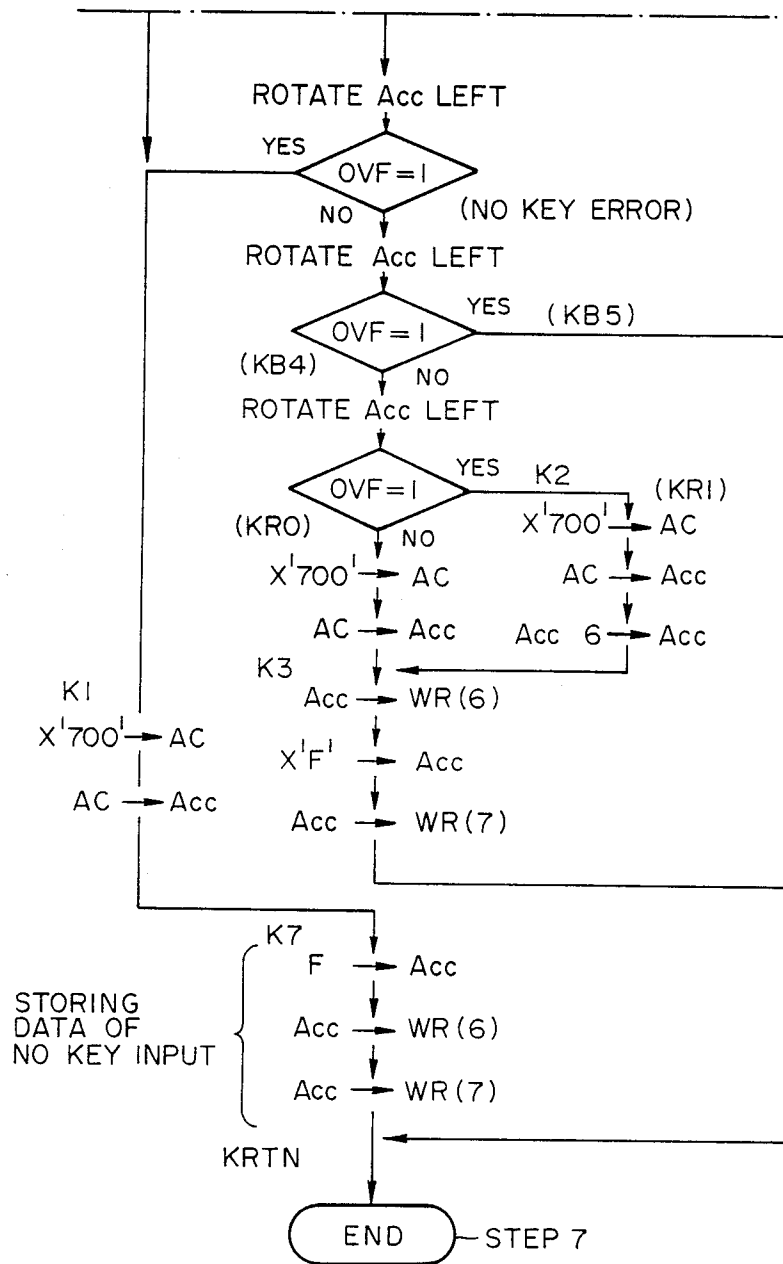 ROTATE Acc LEFT
YES
OVF=1
NO
(NO KEY ERROR)
ROTATE Acc LEFT
YES
(KB5)
OVF=1
(KB4)
NO
ROTATE Acc LEFT
YES
K2
(KR1)
OVF=1
X'700' AC
(KRO)
NO
X'700' AC
AC Acc
AC Acc
Acc 6 Acc
K3
Acc WR(6)
K1
X'700' AC
X'F' Acc
AC Acc
Acc WR(7)
K7
F Acc
STORING
DATA OF
NO KEY INPUT
Acc WR(6)
Acc WR(7)
KRTN
END
STEP 7